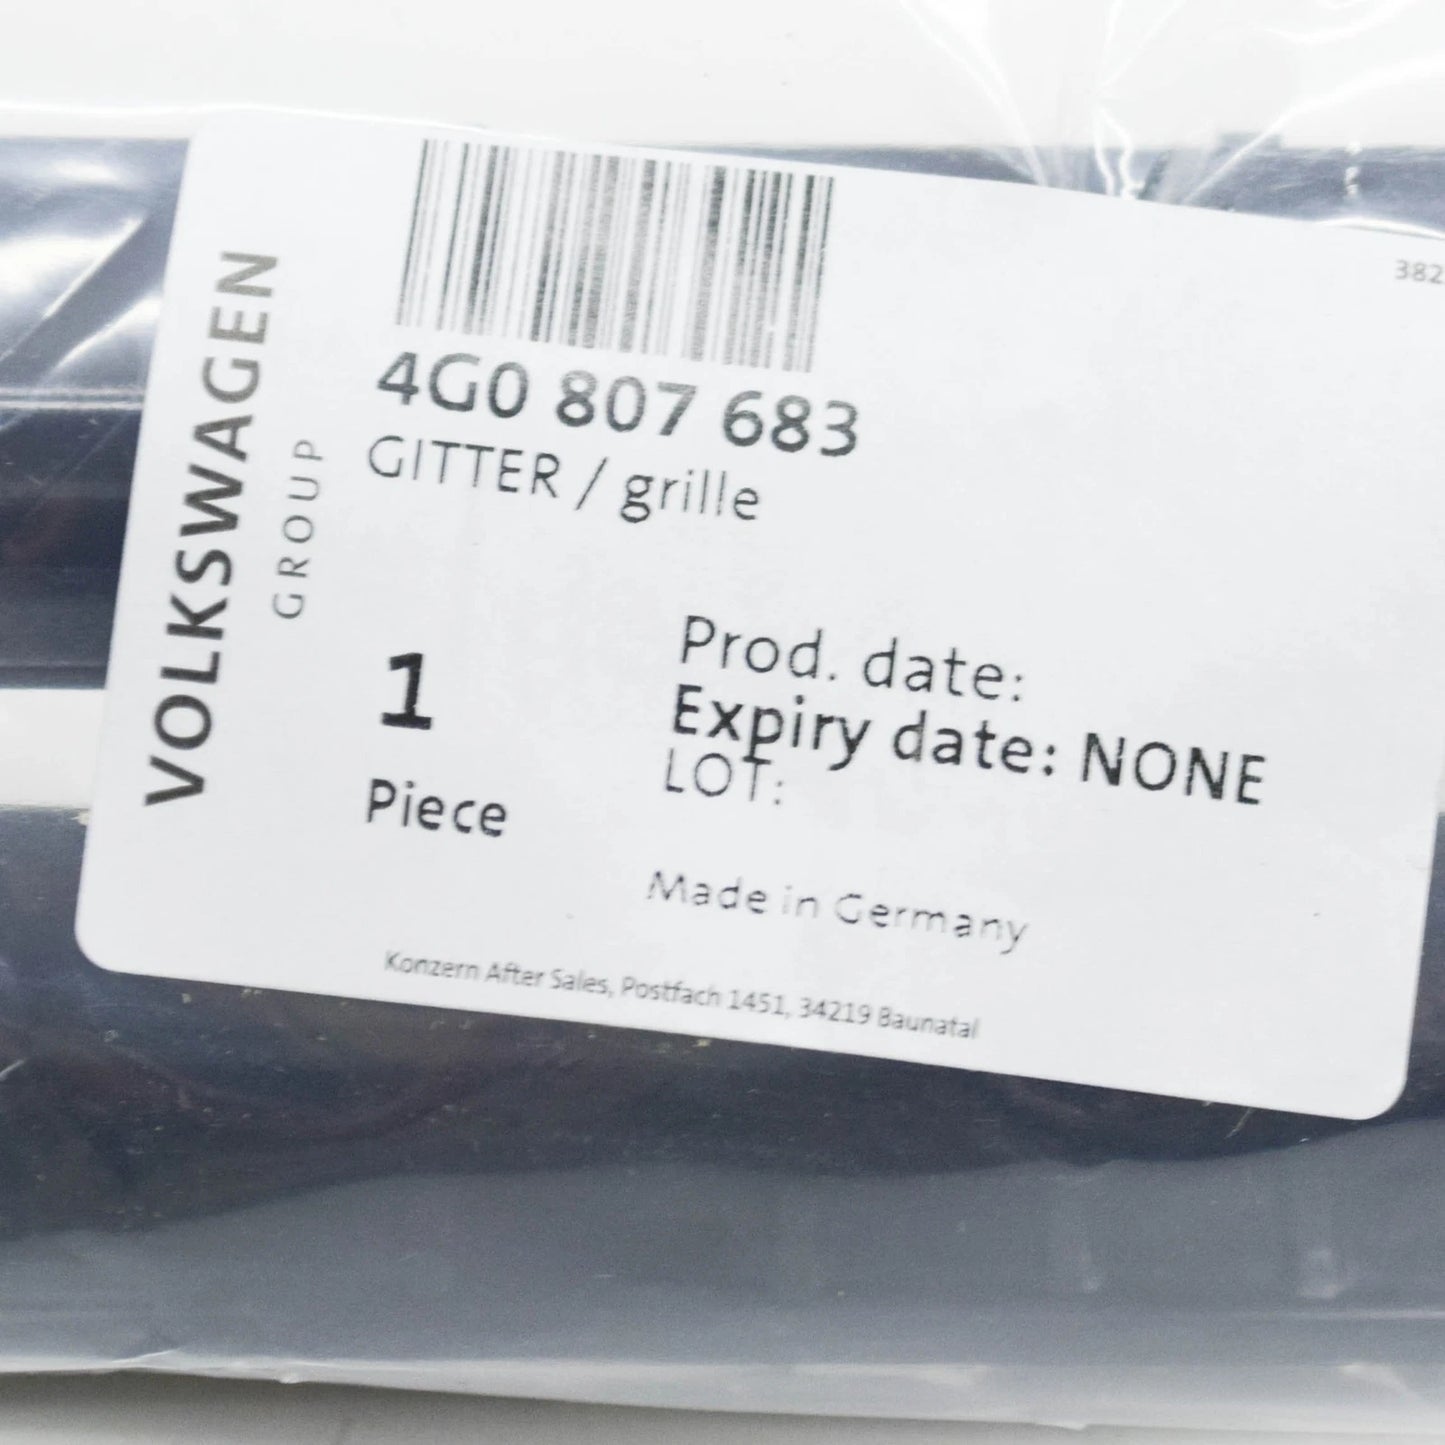 VOLKSWAGEN
GROUP
382
4G0 807 683
GITTER / grille
1
Piece
Prod. date:
Expiry date: NONE
LOT:
Made in Germany
Konzern After Sales, Postfach 1451, 34219 Baunatal